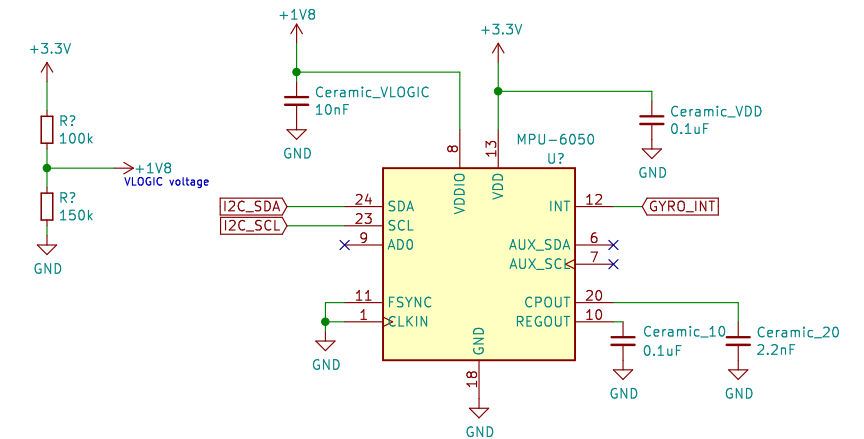 +1V8
+3.3V
+3.3V
Ceramic_VLOGIC
10nF
Ceramic_VDD
0.1uF
R?
100k
MPU-6050
U?
GND
GND
8
13
+1V8
VLOGIC voltage
VDDIO
VDD
R?
150k
I2C_SDA
24
SDA
INT
12
GYRO_INT
I2C_SCL
23
SCL
9
AD0
AUX_SDA
6
GND
AUX_SCL
7
11
FSYNC
CPOUT
20
1
CLKIN
REGOUT
10
GND
Ceramic_10
0.1uF
Ceramic_20
2.2nF
GND
18
GND
GND
GND